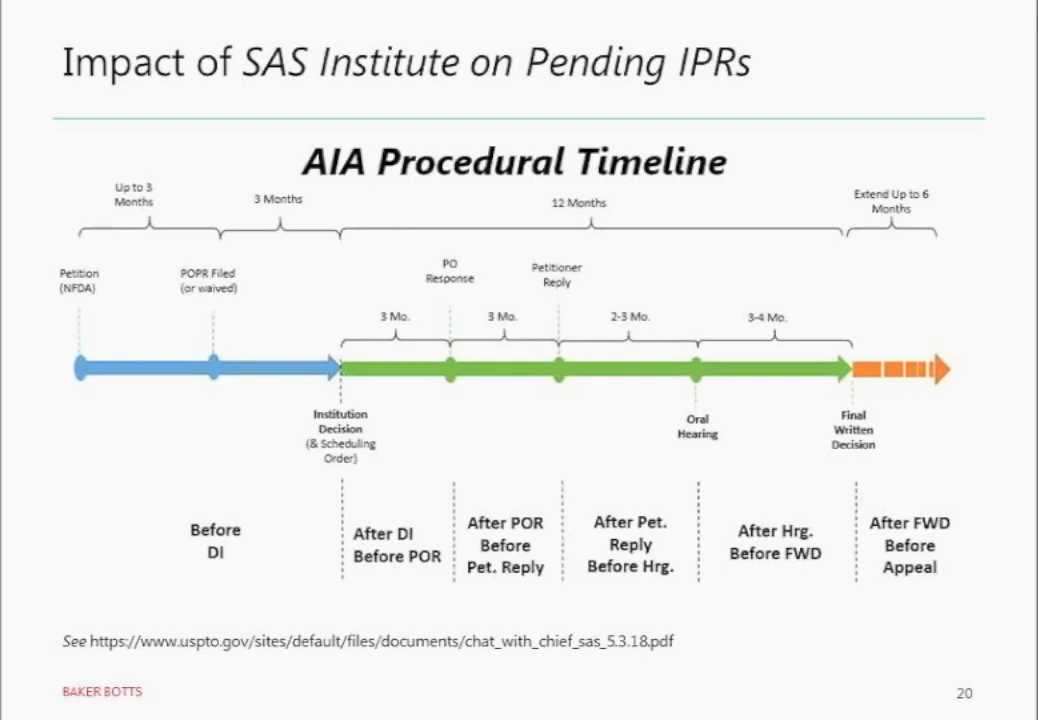 Impact of SAS Institute on Pending IPRs
AIA Procedural Timeline
Up to 3
Months
3 Months
12 Months
Extend Up to 6
Months
Petition
(NFDA)
POPR Filed
(or waived)
PO
Response
Petitioner
Reply
3 Mo.
3 Mo.
2-3 Mo.
3-4 Mo.
Institution
Decision
(& Scheduling
Order)
Oral
Hearing
Final
Written
Decision
Before
DI
After DI
Before POR
After POR
Before
Pet. Reply
After Pet.
Reply
Before Hrg.
After Hrg.
Before FWD
After FWD
Before
Appeal
See https://www.uspto.gov/sites/default/files/documents/chat_with_chief_sas_5.3.18.pdf
BAKER BOTTS
20